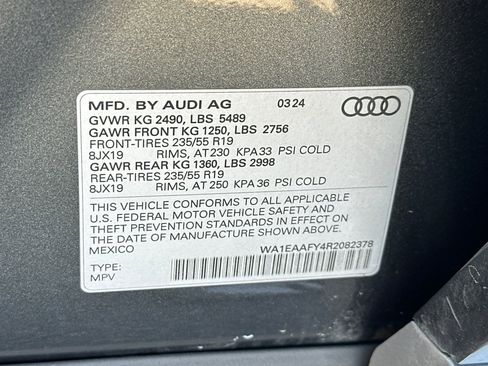 MFD. BY AUDI AG 03 24
GVWR KG 2490, LBS 5489
GAWR FRONT KG 1250, LBS 2756
FRONT-TIRES 235/55 R19
8JX19 RIMS, AT 230 KPA 33 PSI COLD
GAWR REAR KG 1360, LBS 2998
REAR-TIRES 235/55 R19
8JX19 RIMS, AT 250 KPA 36 PSI COLD
THIS VEHICLE CONFORMS TO ALL APPLICABLE
U.S. FEDERAL MOTOR VEHICLE SAFETY AND
THEFT PREVENTION STANDARDS IN EFFECT ON
THE DATE OF MANUFACTURE SHOWN ABOVE.
MEXICO WA1EAAFY4R2082378
TYPE:
MPV